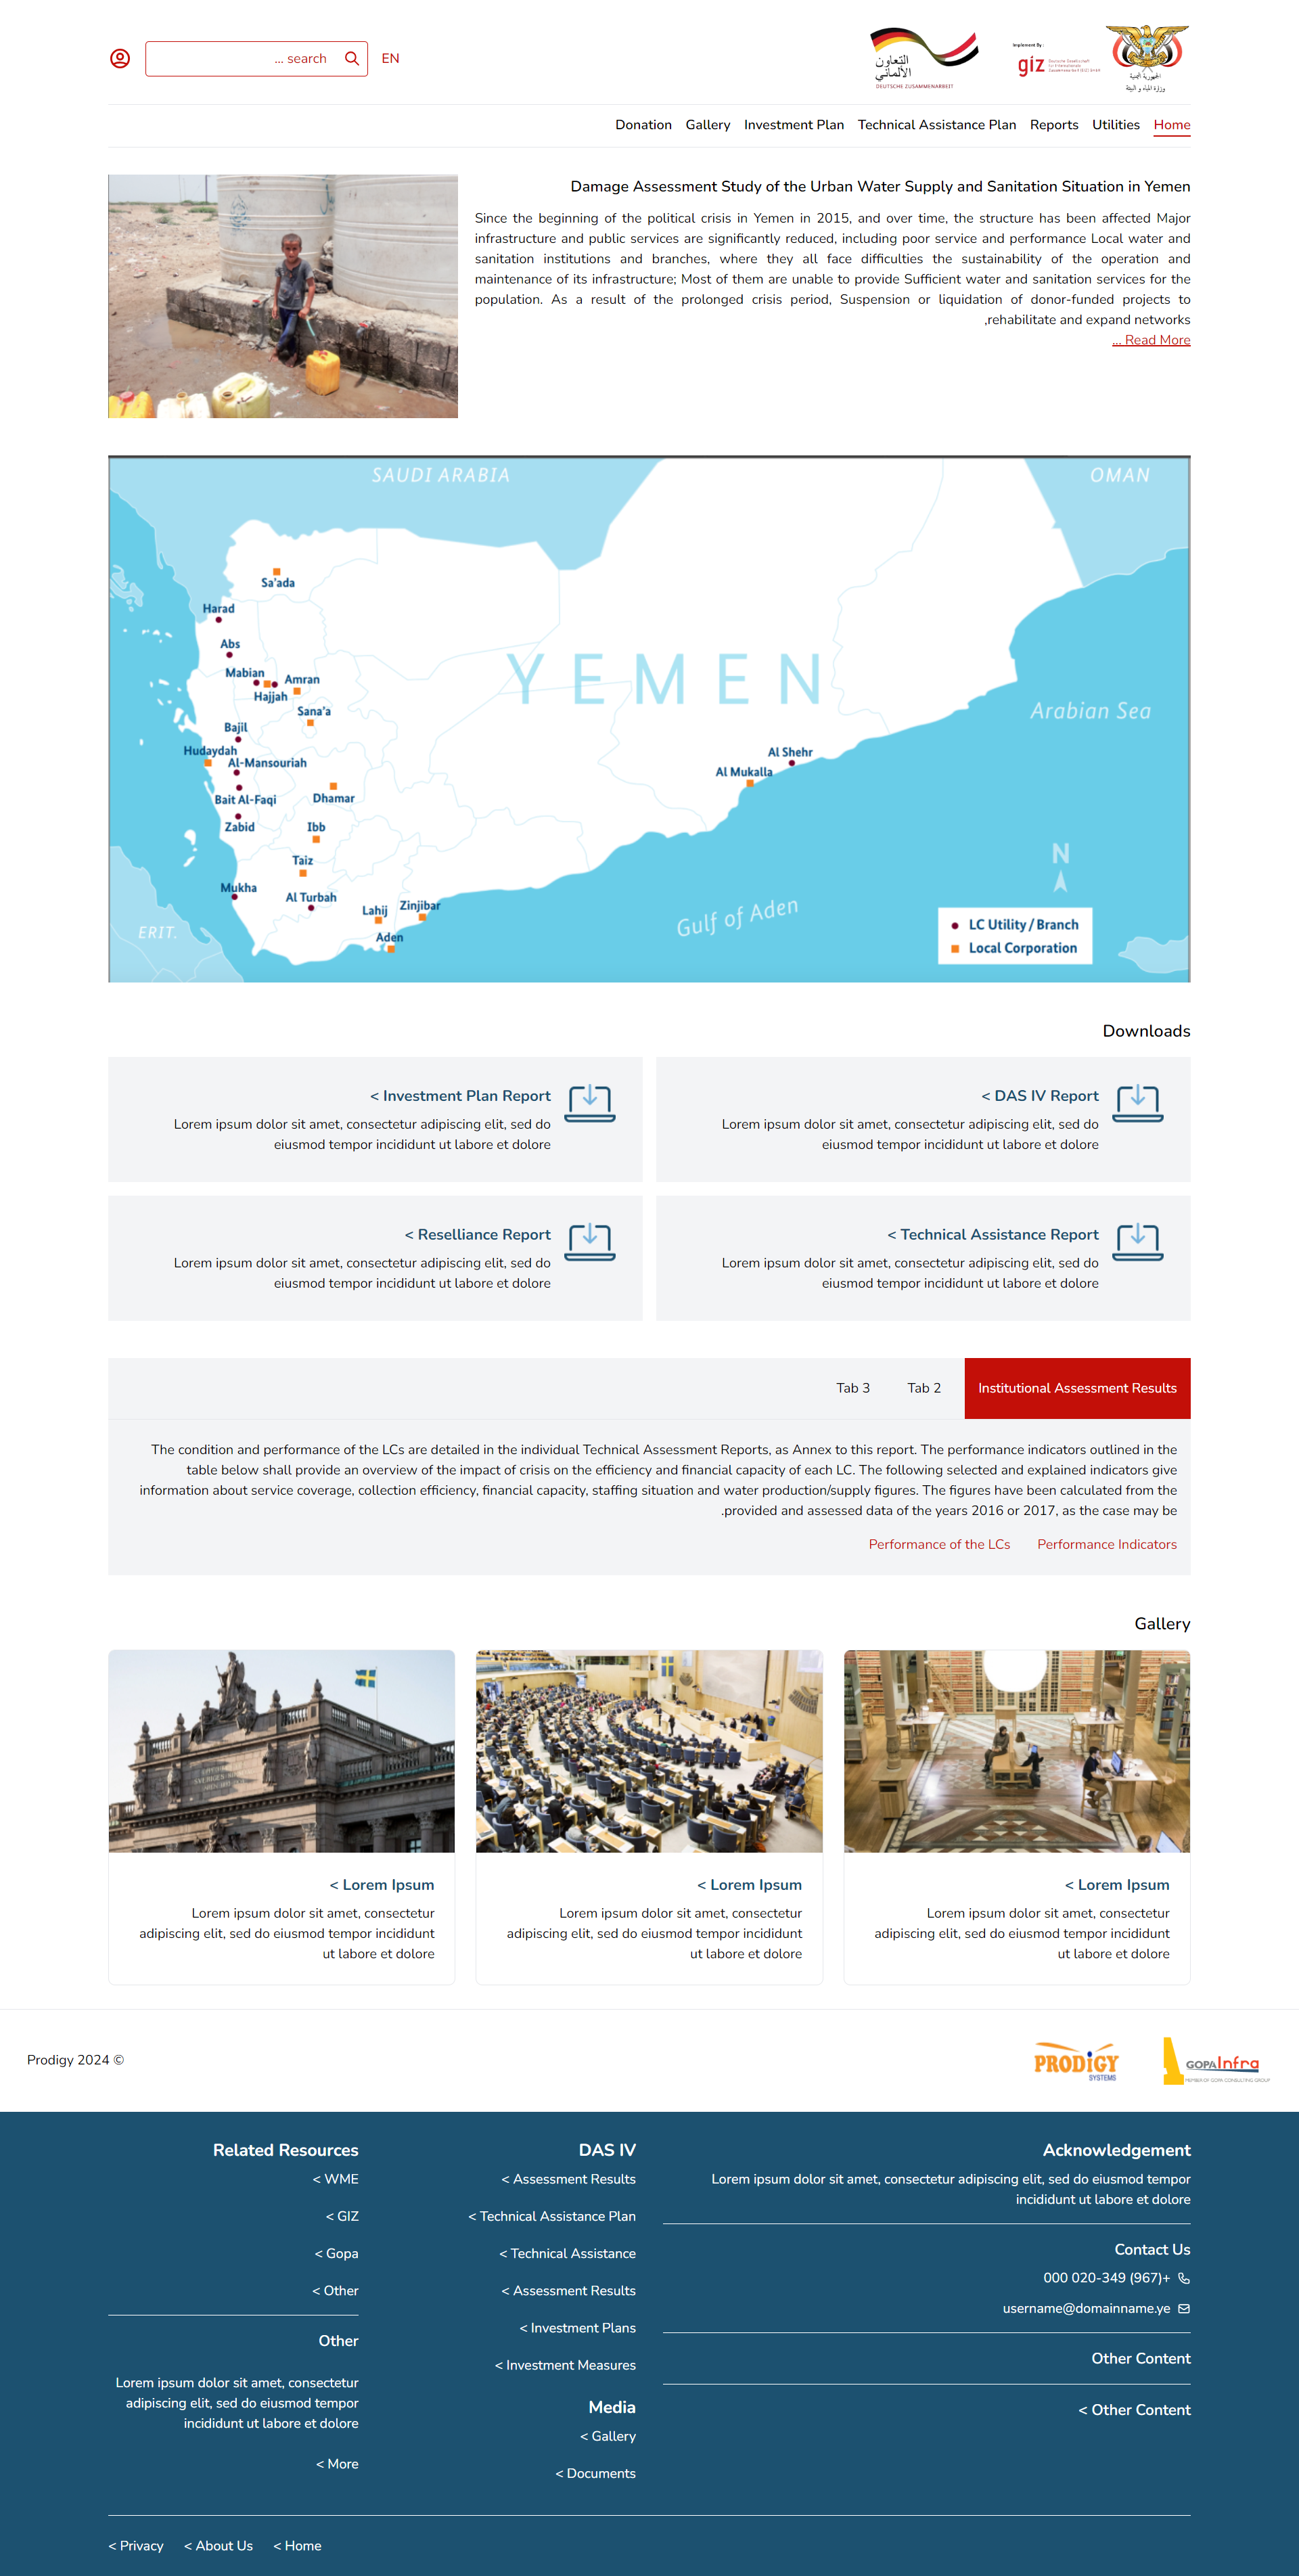 ... search
EN
التعاون
الألماني
DEUTSCHE ZUSAMMENARBEIT
Implement By :
giz
Deutsche Gesellschaft
für Internationale
Zusammenarbeit (GIZ) GmbH
الجمهورية اليمنية
وزارة المياه و البيئة
Donation Gallery Investment Plan Technical Assistance Plan Reports Utilities Home
Damage Assessment Study of the Urban Water Supply and Sanitation Situation in Yemen
Since the beginning of the political crisis in Yemen in 2015, and over time, the structure has been affected Major
infrastructure and public services are significantly reduced, including poor service and performance Local water and
sanitation institutions and branches, where they all face difficulties the sustainability of the operation and
maintenance of its infrastructure; Most of them are unable to provide Sufficient water and sanitation services for the
population. As a result of the prolonged crisis period, Suspension or liquidation of donor-funded projects to
,rehabilitate and expand networks
... Read More
SAUDI ARABIA
OMAN
Sa'ada
Harad
Abs
Mabian
Amran
Hajjah
Sana'a
YEMEN
Arabian Sea
Bajil
Hudaydah
Al-Mansouriah
Al Shehr
Al Mukalla
Bait Al-Faqi
Dhamar
Zabid
Ibb
Taiz
N
Mukha
Al Turbah
Lahij
Zinjibar
Aden
Gulf of Aden
ERIT.
LC Utility / Branch
Local Corporation
Downloads
< Investment Plan Report
Lorem ipsum dolor sit amet, consectetur adipiscing elit, sed do
eiusmod tempor incididunt ut labore et dolore
< DAS IV Report
Lorem ipsum dolor sit amet, consectetur adipiscing elit, sed do
eiusmod tempor incididunt ut labore et dolore
< Reselliance Report
Lorem ipsum dolor sit amet, consectetur adipiscing elit, sed do
eiusmod tempor incididunt ut labore et dolore
< Technical Assistance Report
Lorem ipsum dolor sit amet, consectetur adipiscing elit, sed do
eiusmod tempor incididunt ut labore et dolore
Tab 3 Tab 2 Institutional Assessment Results
The condition and performance of the LCs are detailed in the individual Technical Assessment Reports, as Annex to this report. The performance indicators outlined in the
table below shall provide an overview of the impact of crisis on the efficiency and financial capacity of each LC. The following selected and explained indicators give
information about service coverage, collection efficiency, financial capacity, staffing situation and water production/supply figures. The figures have been calculated from the
.provided and assessed data of the years 2016 or 2017, as the case may be
Performance of the LCs Performance Indicators
Gallery
< Lorem Ipsum
Lorem ipsum dolor sit amet, consectetur
adipiscing elit, sed do eiusmod tempor incididunt
ut labore et dolore
< Lorem Ipsum
Lorem ipsum dolor sit amet, consectetur
adipiscing elit, sed do eiusmod tempor incididunt
ut labore et dolore
< Lorem Ipsum
Lorem ipsum dolor sit amet, consectetur
adipiscing elit, sed do eiusmod tempor incididunt
ut labore et dolore
Prodigy 2024 ©
PRODIGY
SYSTEMS
GOPA Infra
MEMBER OF GOPA CONSULTING GROUP
Related Resources
< WME
< GIZ
< Gopa
< Other
Other
Lorem ipsum dolor sit amet, consectetur
adipiscing elit, sed do eiusmod tempor
incididunt ut labore et dolore
< More
DAS IV
< Assessment Results
< Technical Assistance Plan
< Technical Assistance
< Assessment Results
< Investment Plans
< Investment Measures
Media
< Gallery
< Documents
Acknowledgement
Lorem ipsum dolor sit amet, consectetur adipiscing elit, sed do eiusmod tempor
incididunt ut labore et dolore
Contact Us
000 020-349 (967)+
username@domainname.ye
Other Content
< Other Content
< Privacy < About Us < Home